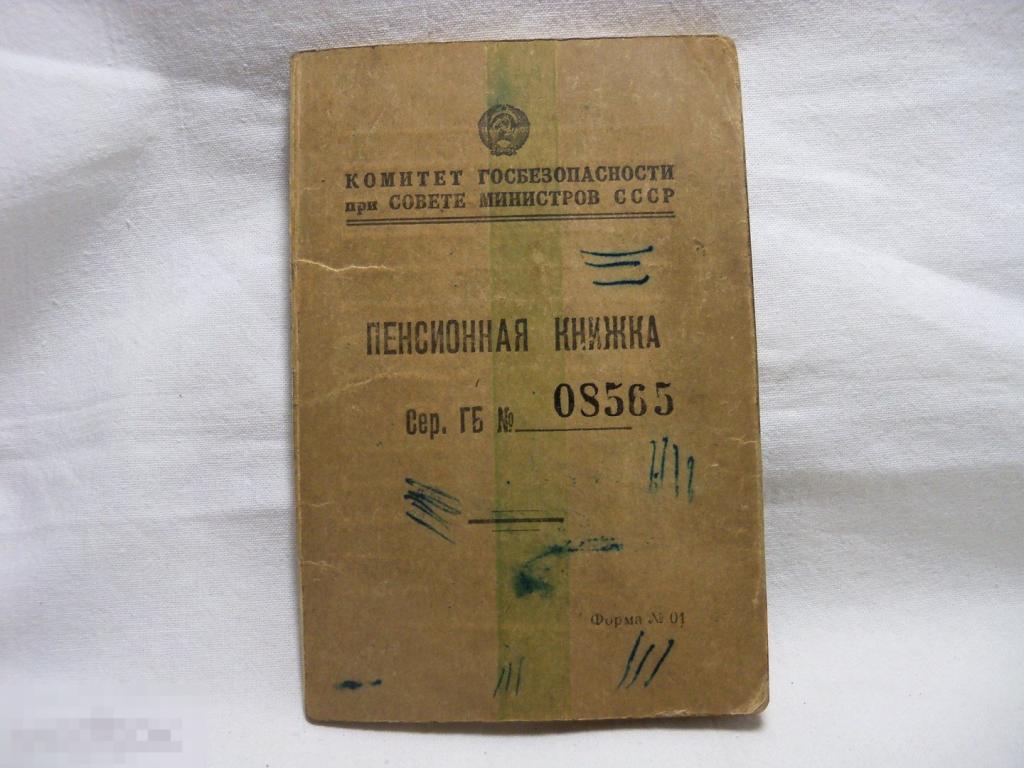 КОМИТЕТ ГОСБЕЗОПАСНОСТИ
при СОВЕТЕ МИНИСТРОВ СССР
ПЕНСИОННАЯ КНИЖКА
Сер. ГБ № 08565
Форма № 01